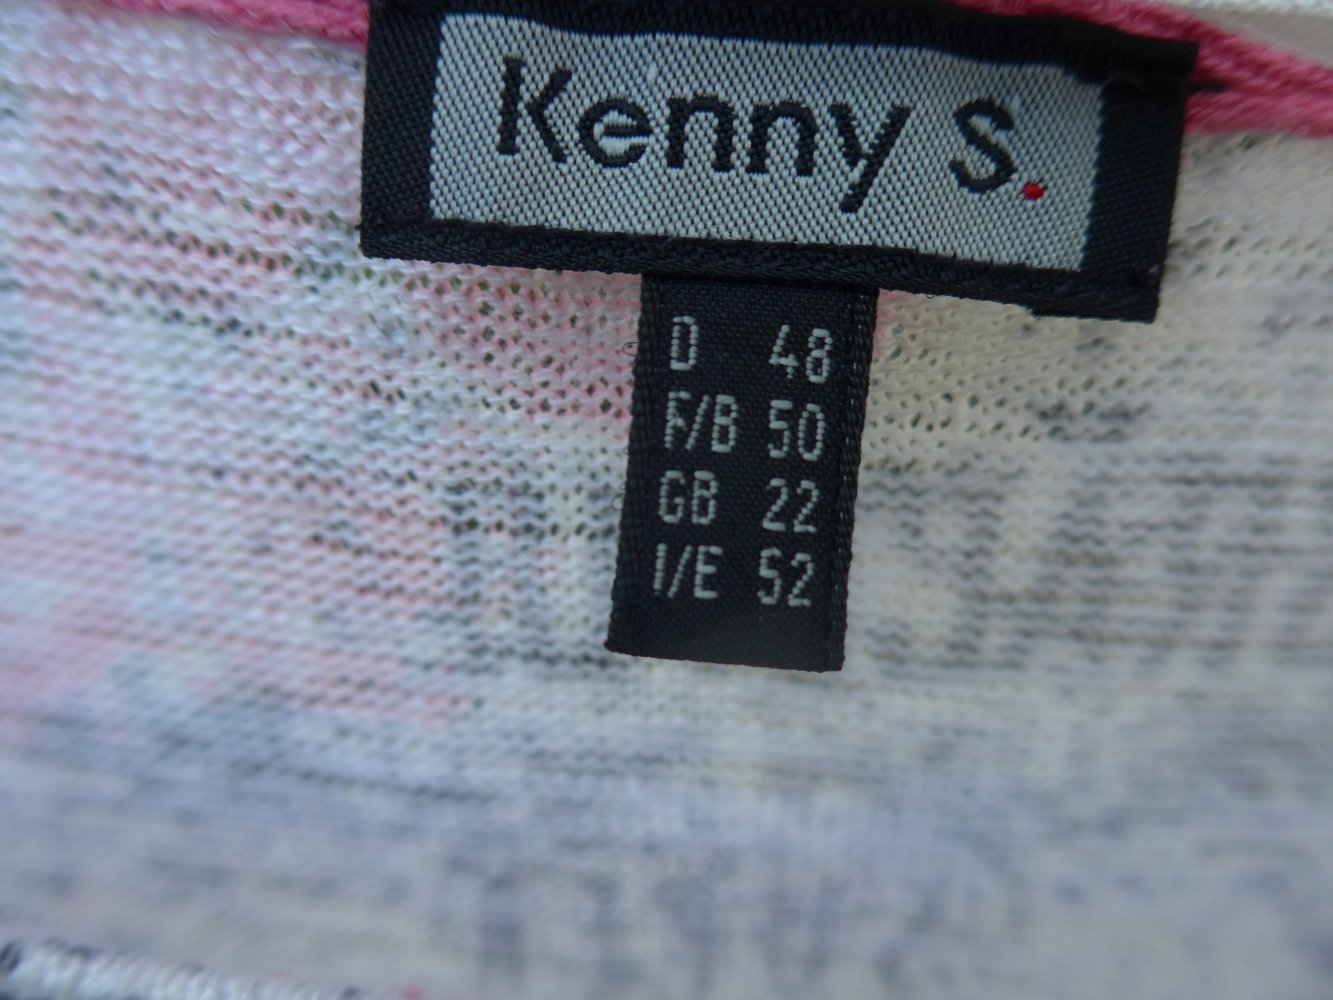 Kenny S.
D 48
F/B 50
GB 22
I/E 52